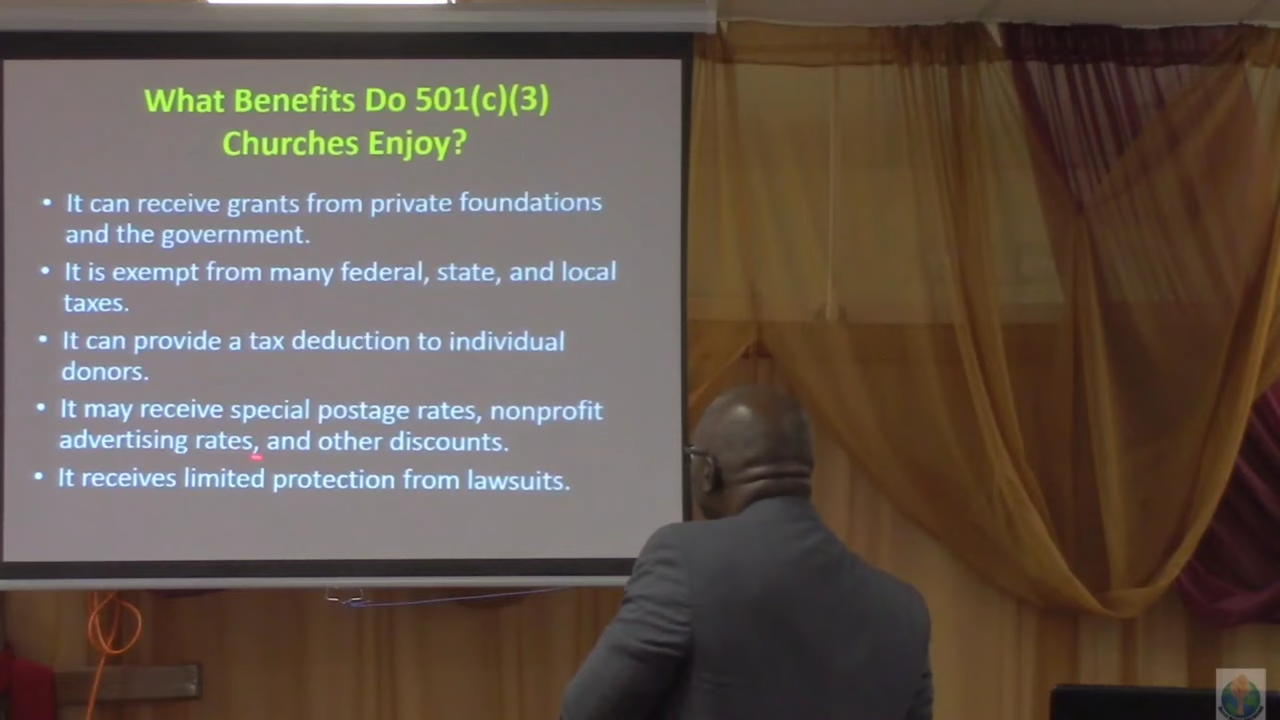 What Benefits Do 501(c)(3)
Churches Enjoy?
• It can receive grants from private foundations
and the government.
• It is exempt from many federal, state, and local
taxes.
• It can provide a tax deduction to individual
donors.
• It may receive special postage rates, nonprofit
advertising rates, and other discounts.
• It receives limited protection from lawsuits.